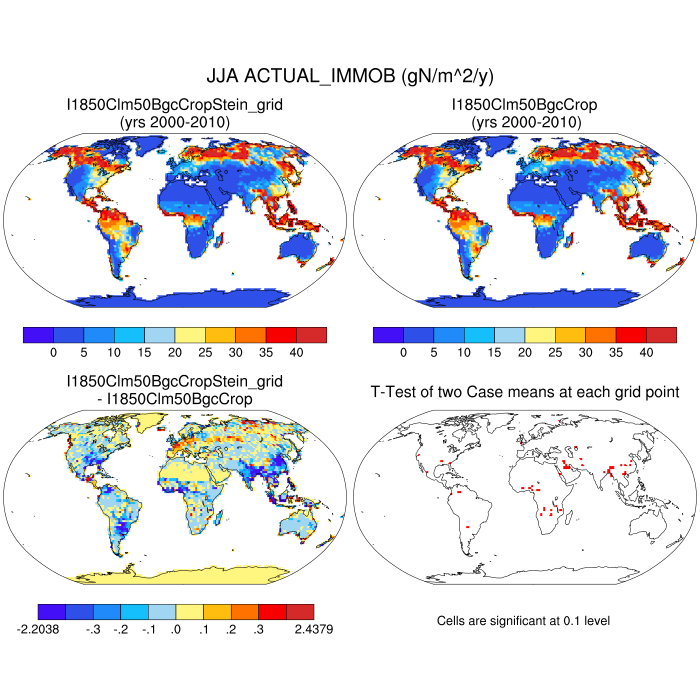 JJA ACTUAL_IMMOB (gN/m^2/y)
I1850Clm50BgcCropStein_grid
(yrs 2000-2010)
I1850Clm50BgcCrop
(yrs 2000-2010)
0 5 10 15 20 25 30 35 40
0 5 10 15 20 25 30 35 40
I1850Clm50BgcCropStein_grid
- I1850Clm50BgcCrop
T-Test of two Case means at each grid point
-2.2038 -.3 -.2 -.1 .0 .1 .2 .3 2.4379
Cells are significant at 0.1 level